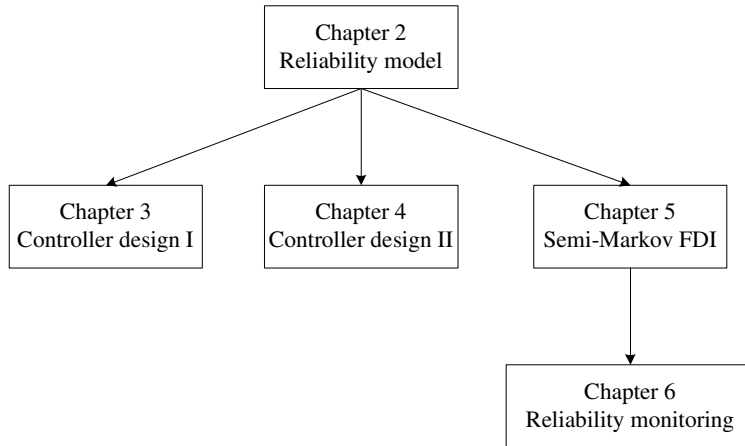 Chapter 2
Reliability model
Chapter 3
Controller design I
Chapter 4
Controller design II
Chapter 5
Semi-Markov FDI
Chapter 6
Reliability monitoring